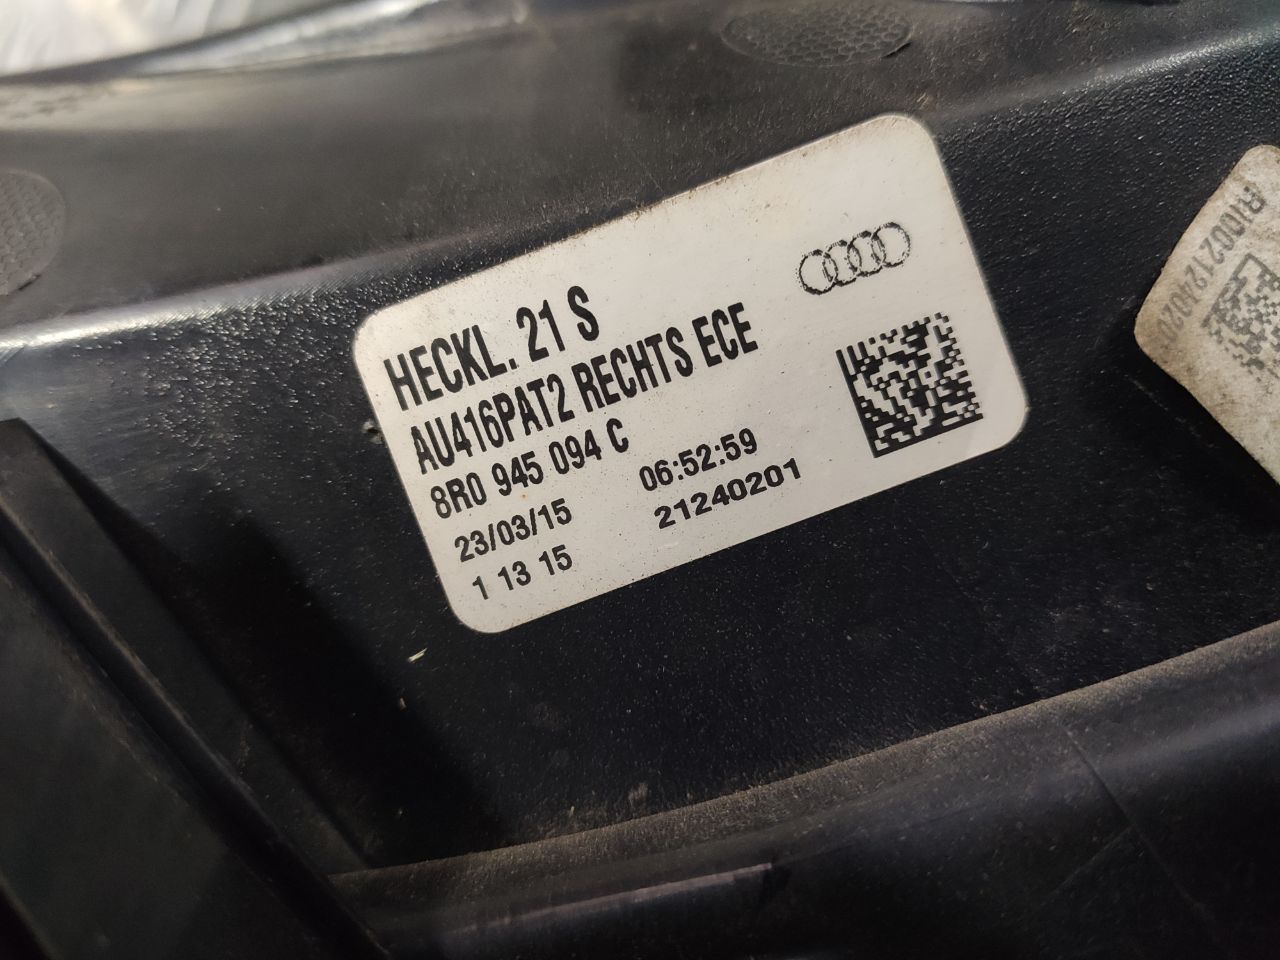 HECKL. 21 S
AU416PAT2 RECHTS ECE
8R0 945 094 C
23/03/15 06:52:59
1 13 15 21240201